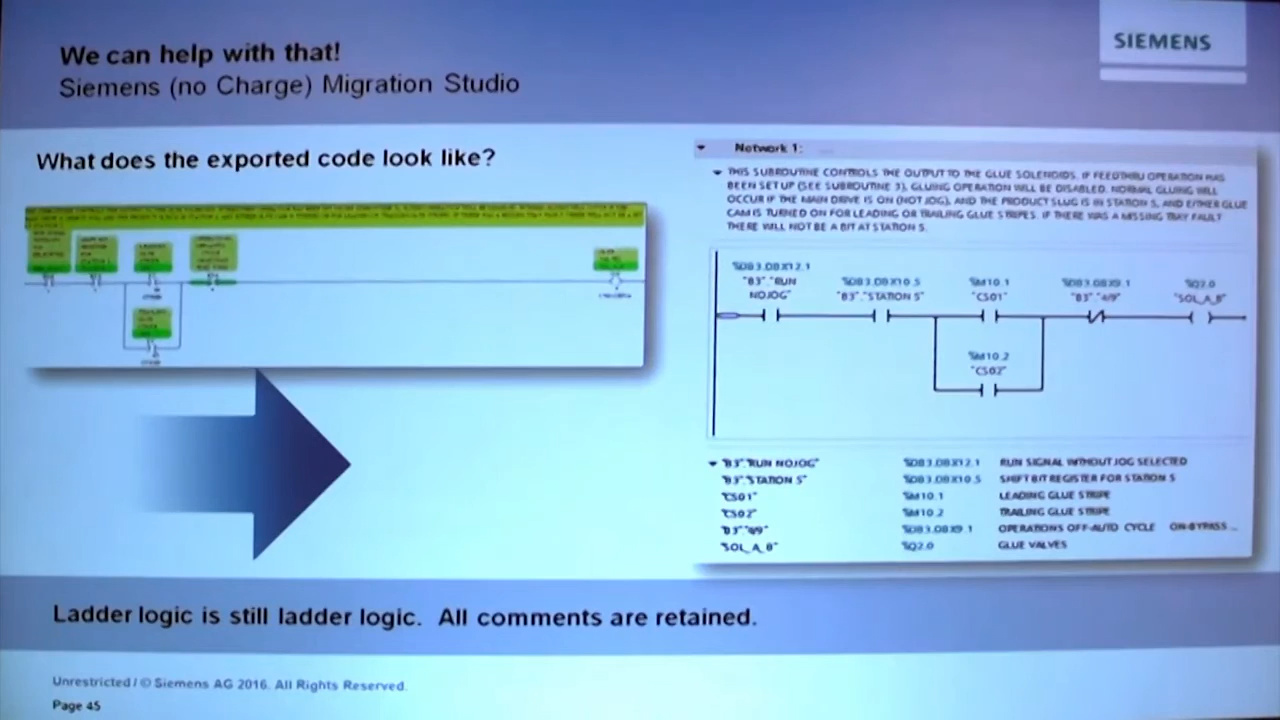 We can help with that!
Siemens (no Charge) Migration Studio
SIEMENS
What does the exported code look like?
Network 1:
THIS SUBROUTINE CONTROLS THE OUTPUT TO THE GLUE SOLENOIDS. IF FEEDTHRU OPERATION HAS
BEEN SET UP (SEE SUBROUTINE 3), GLUING OPERATION WILL BE DISABLED. NORMAL GLUING WILL
OCCUR IF THE MAIN DRIVE IS ON (NOT JOG), AND THE PRODUCT SLUG IS IN STATION 5, AND EITHER GLUE
CAM IS TURNED ON FOR LEADING OR TRAILING GLUE STRIPES. IF THERE WAS A MISSING TRAY FAULT
THERE WILL NOT BE A BIT AT STATION 5.
%DB3.DBX12.1
"B3"."RUN
NOJOG"
%DB3.DBX10.5
"B3"."STATION 5"
%M10.1
"CS01"
%DB3.DBX9.1
"B3"."4/9"
%Q2.0
"SOL_A_B"
%M10.2
"CS02"
"B3"."RUN NOJOG" %DB3.DBX12.1 RUN SIGNAL WITHOUT JOG SELECTED
"B3"."STATION 5" %DB3.DBX10.5 SHIFT BIT REGISTER FOR STATION 5
"CS01" %M10.1 LEADING GLUE STRIPE
"CS02" %M10.2 TRAILING GLUE STRIPE
"B3"."4/9" %DB3.DBX9.1 OPERATIONS OFF-AUTO CYCLE ON-BYPASS ...
"SOL_A_B" %Q2.0 GLUE VALVES
Ladder logic is still ladder logic. All comments are retained.
Unrestricted / © Siemens AG 2016. All Rights Reserved.
Page 45